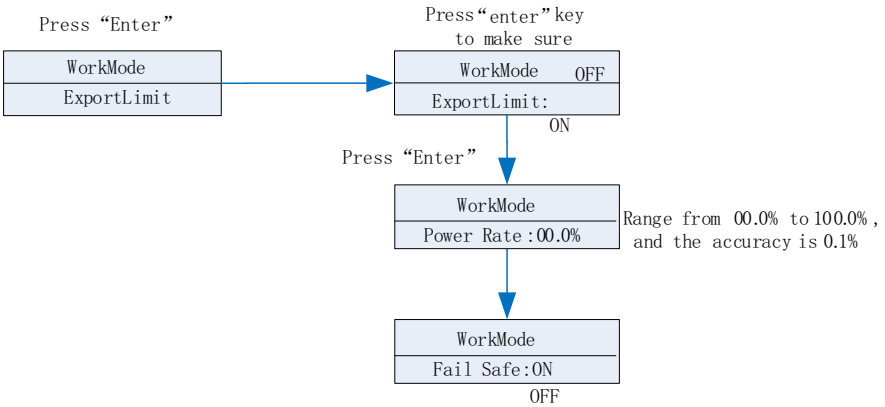 Press “Enter”
WorkMode
ExportLimit
Press“enter”key
to make sure
WorkMode OFF
ExportLimit:
ON
Press “Enter”
WorkMode
Power Rate:00.0%
Range from 00.0% to 100.0%,
and the accuracy is 0.1%
WorkMode
Fail Safe:ON
OFF